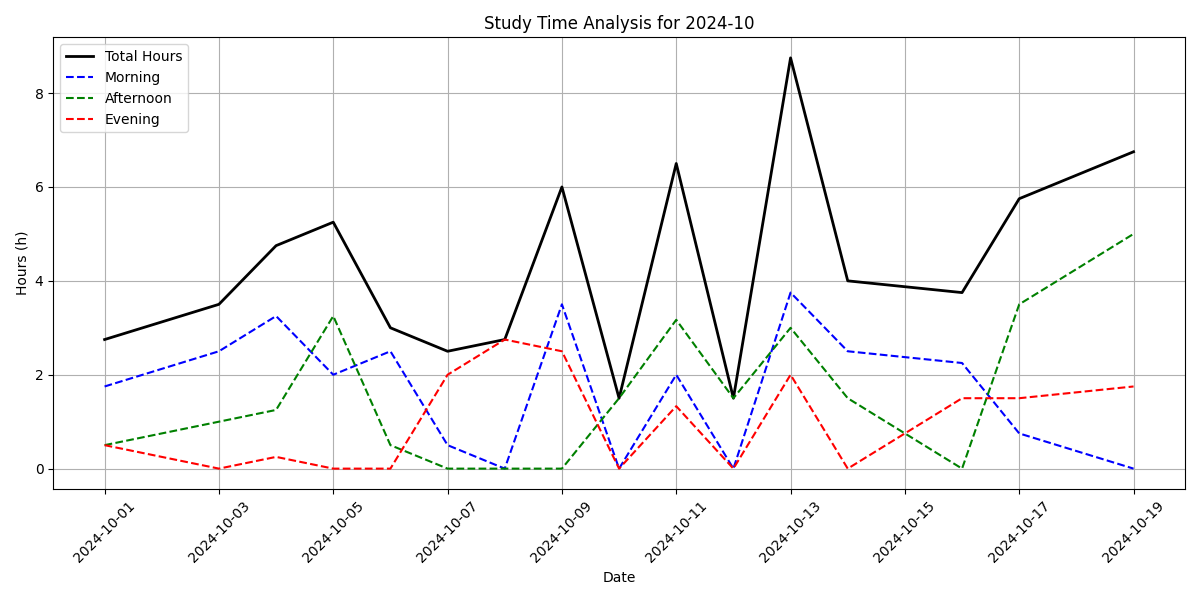 Study Time Analysis for 2024-10
Total Hours
Morning
Afternoon
Evening
Hours (h)
8
6
4
2
0
2024-10-01
2024-10-03
2024-10-05
2024-10-07
2024-10-09
2024-10-11
2024-10-13
2024-10-15
2024-10-17
2024-10-19
Date